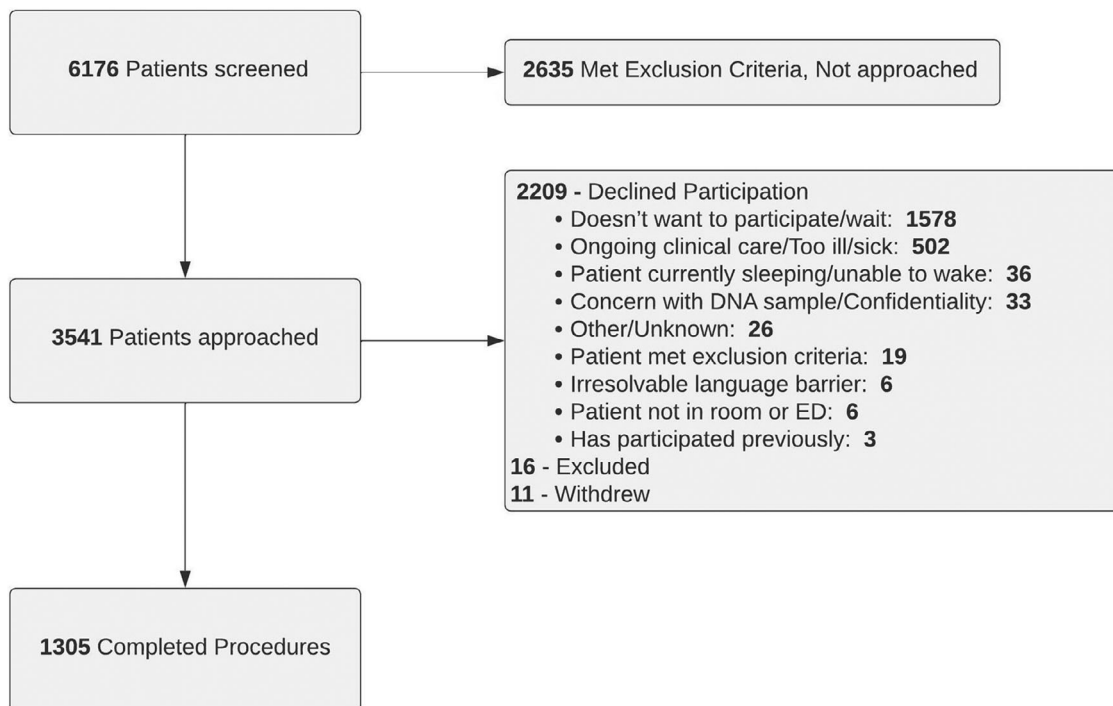 6176 Patients screened
2635 Met Exclusion Criteria, Not approached
2209 - Declined Participation
• Doesn’t want to participate/wait: 1578
• Ongoing clinical care/Too ill/sick: 502
• Patient currently sleeping/unable to wake: 36
• Concern with DNA sample/Confidentiality: 33
• Other/Unknown: 26
• Patient met exclusion criteria: 19
• Irresolvable language barrier: 6
• Patient not in room or ED: 6
• Has participated previously: 3
16 - Excluded
11 - Withdrew
3541 Patients approached
1305 Completed Procedures